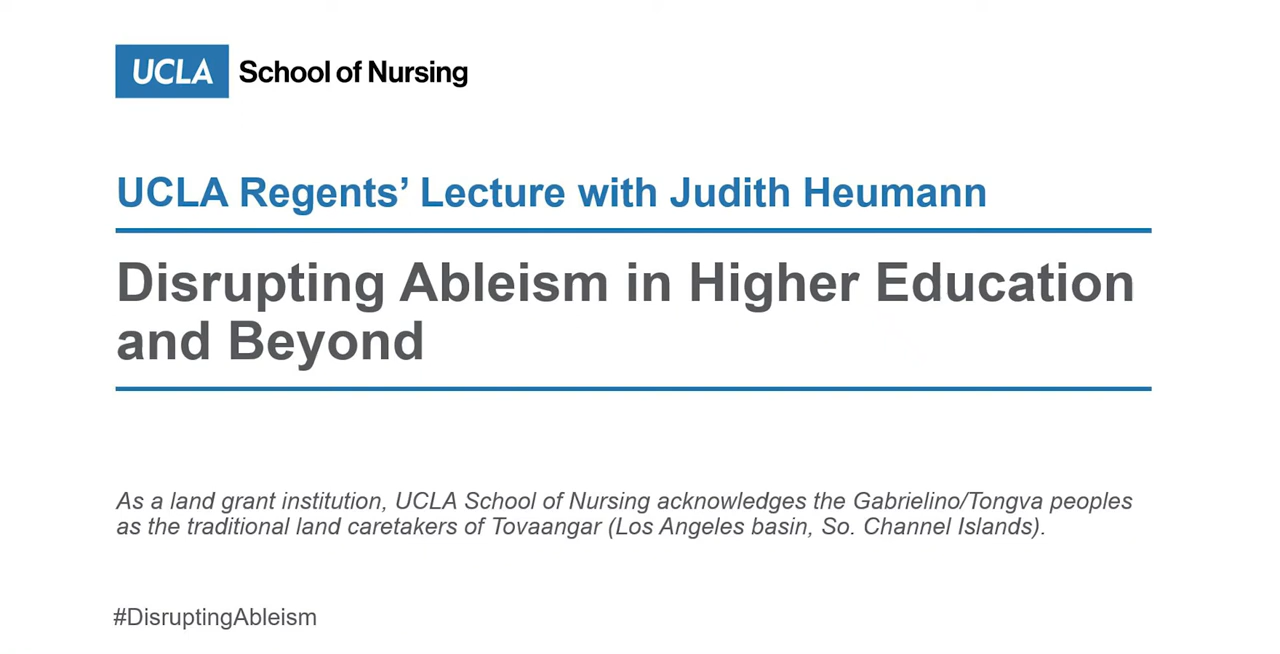 UCLA School of Nursing
UCLA Regents’ Lecture with Judith Heumann
Disrupting Ableism in Higher Education
and Beyond
As a land grant institution, UCLA School of Nursing acknowledges the Gabrielino/Tongva peoples
as the traditional land caretakers of Tovaangar (Los Angeles basin, So. Channel Islands).
#DisruptingAbleism